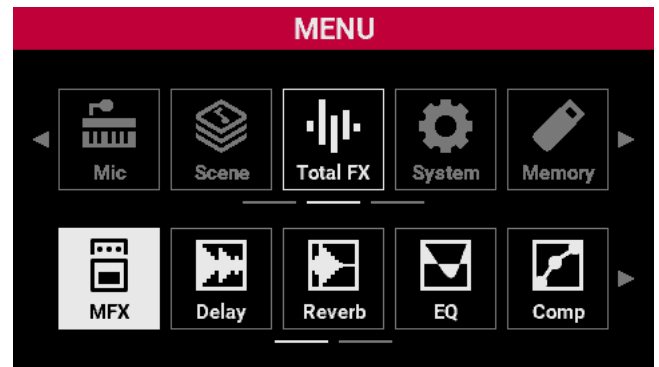 MENU
Mic Scene Total FX System Memory
MFX Delay Reverb EQ Comp